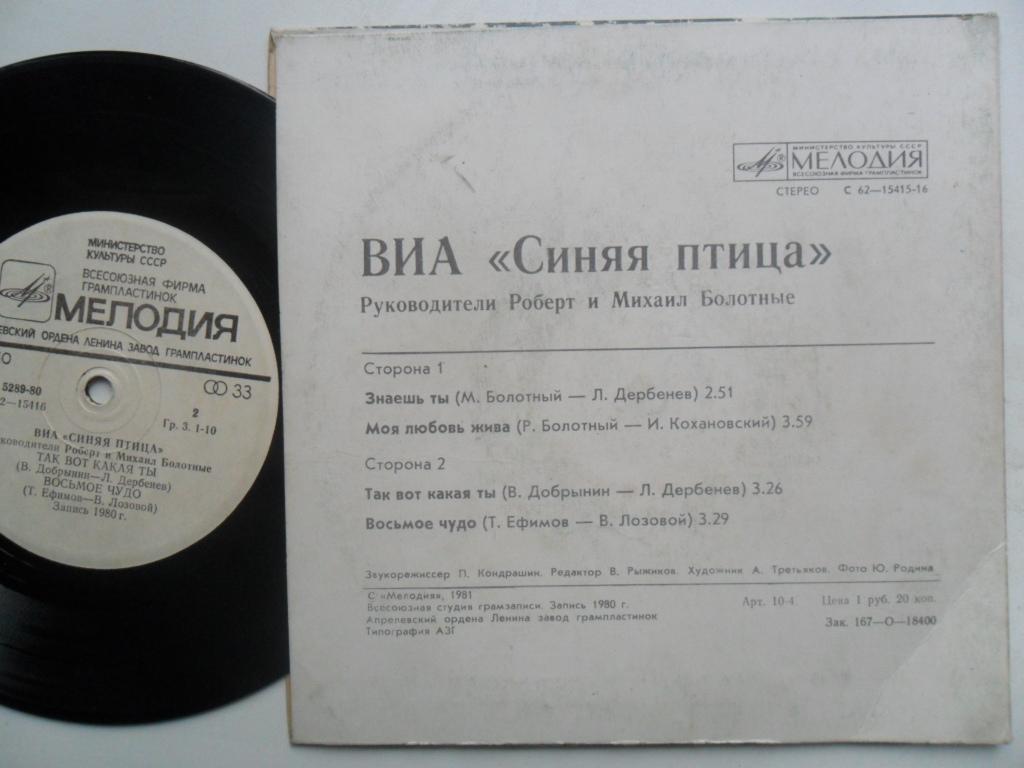 МИНИСТЕРСТВО
КУЛЬТУРЫ СССР
ВСЕСОЮЗНАЯ ФИРМА
ГРАМПЛАСТИНОК
МЕЛОДИЯ
ЕВСКИЙ ОРДЕНА ЛЕНИНА ЗАВОД ГРАМПЛАСТИНОК
33
5289-80
2—15416
2
Гр. 3. 1-10
ВИА «СИНЯЯ ПТИЦА»
уководители Роберт и Михаил Болотные
ТАК ВОТ КАКАЯ ТЫ
(В. Добрынин—Л. Дербенев)
ВОСЬМОЕ ЧУДО
(Т. Ефимов—В. Лозовой)
Запись 1980 г.
МИНИСТЕРСТВО КУЛЬТУРЫ СССР
МЕЛОДИЯ
ВСЕСОЮЗНАЯ ФИРМА ГРАМПЛАСТИНОК
СТЕРЕО С 62—15415-16
ВИА «Синяя птица»
Руководители Роберт и Михаил Болотные
Сторона 1
Знаешь ты (М. Болотный — Л. Дербенев) 2.51
Моя любовь жива (Р. Болотный — И. Кохановский) 3.59
Сторона 2
Так вот какая ты (В. Добрынин — Л. Дербенев) 3.26
Восьмое чудо (Т. Ефимов — В. Лозовой) 3.29
Звукорежиссер П. Кондрашин. Редактор В. Рыжиков. Художник А. Третьяков. Фото Ю. Родина
С «Мелодия», 1981
Всесоюзная студия грамзаписи. Запись 1980 г.
Апрелевский ордена Ленина завод грампластинок
Типография АЗГ
Арт. 10-4 Цена 1 руб. 20 коп.
Зак. 167—О—18400